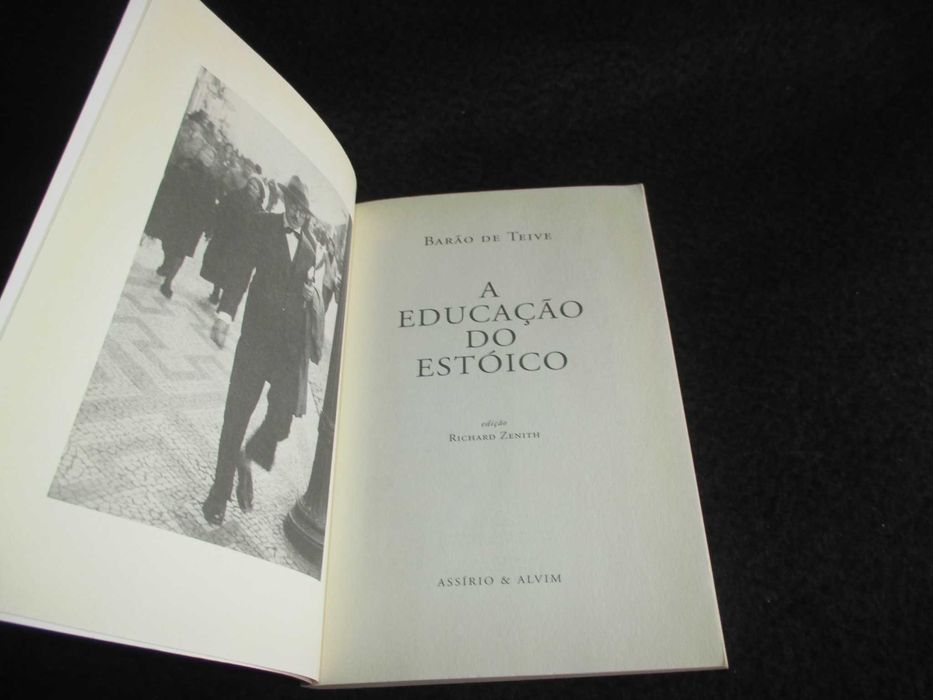 Barão de Teive
A
EDUCAÇÃO
DO
ESTÓICO
edição
Richard Zenith
ASSÍRIO & ALVIM